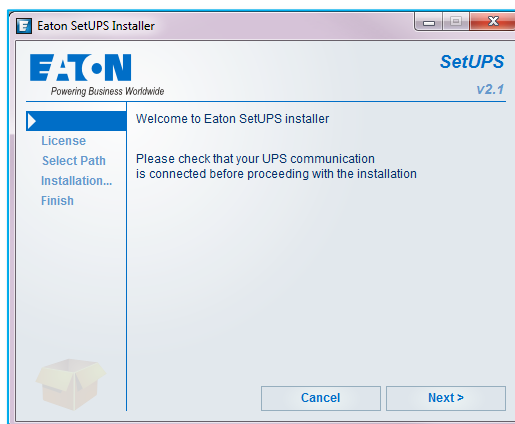 Eaton SetUPS Installer
EATON
Powering Business Worldwide
SetUPS
v2.1
License
Select Path
Installation...
Finish
Welcome to Eaton SetUPS installer
Please check that your UPS communication
is connected before proceeding with the installation
Cancel
Next >